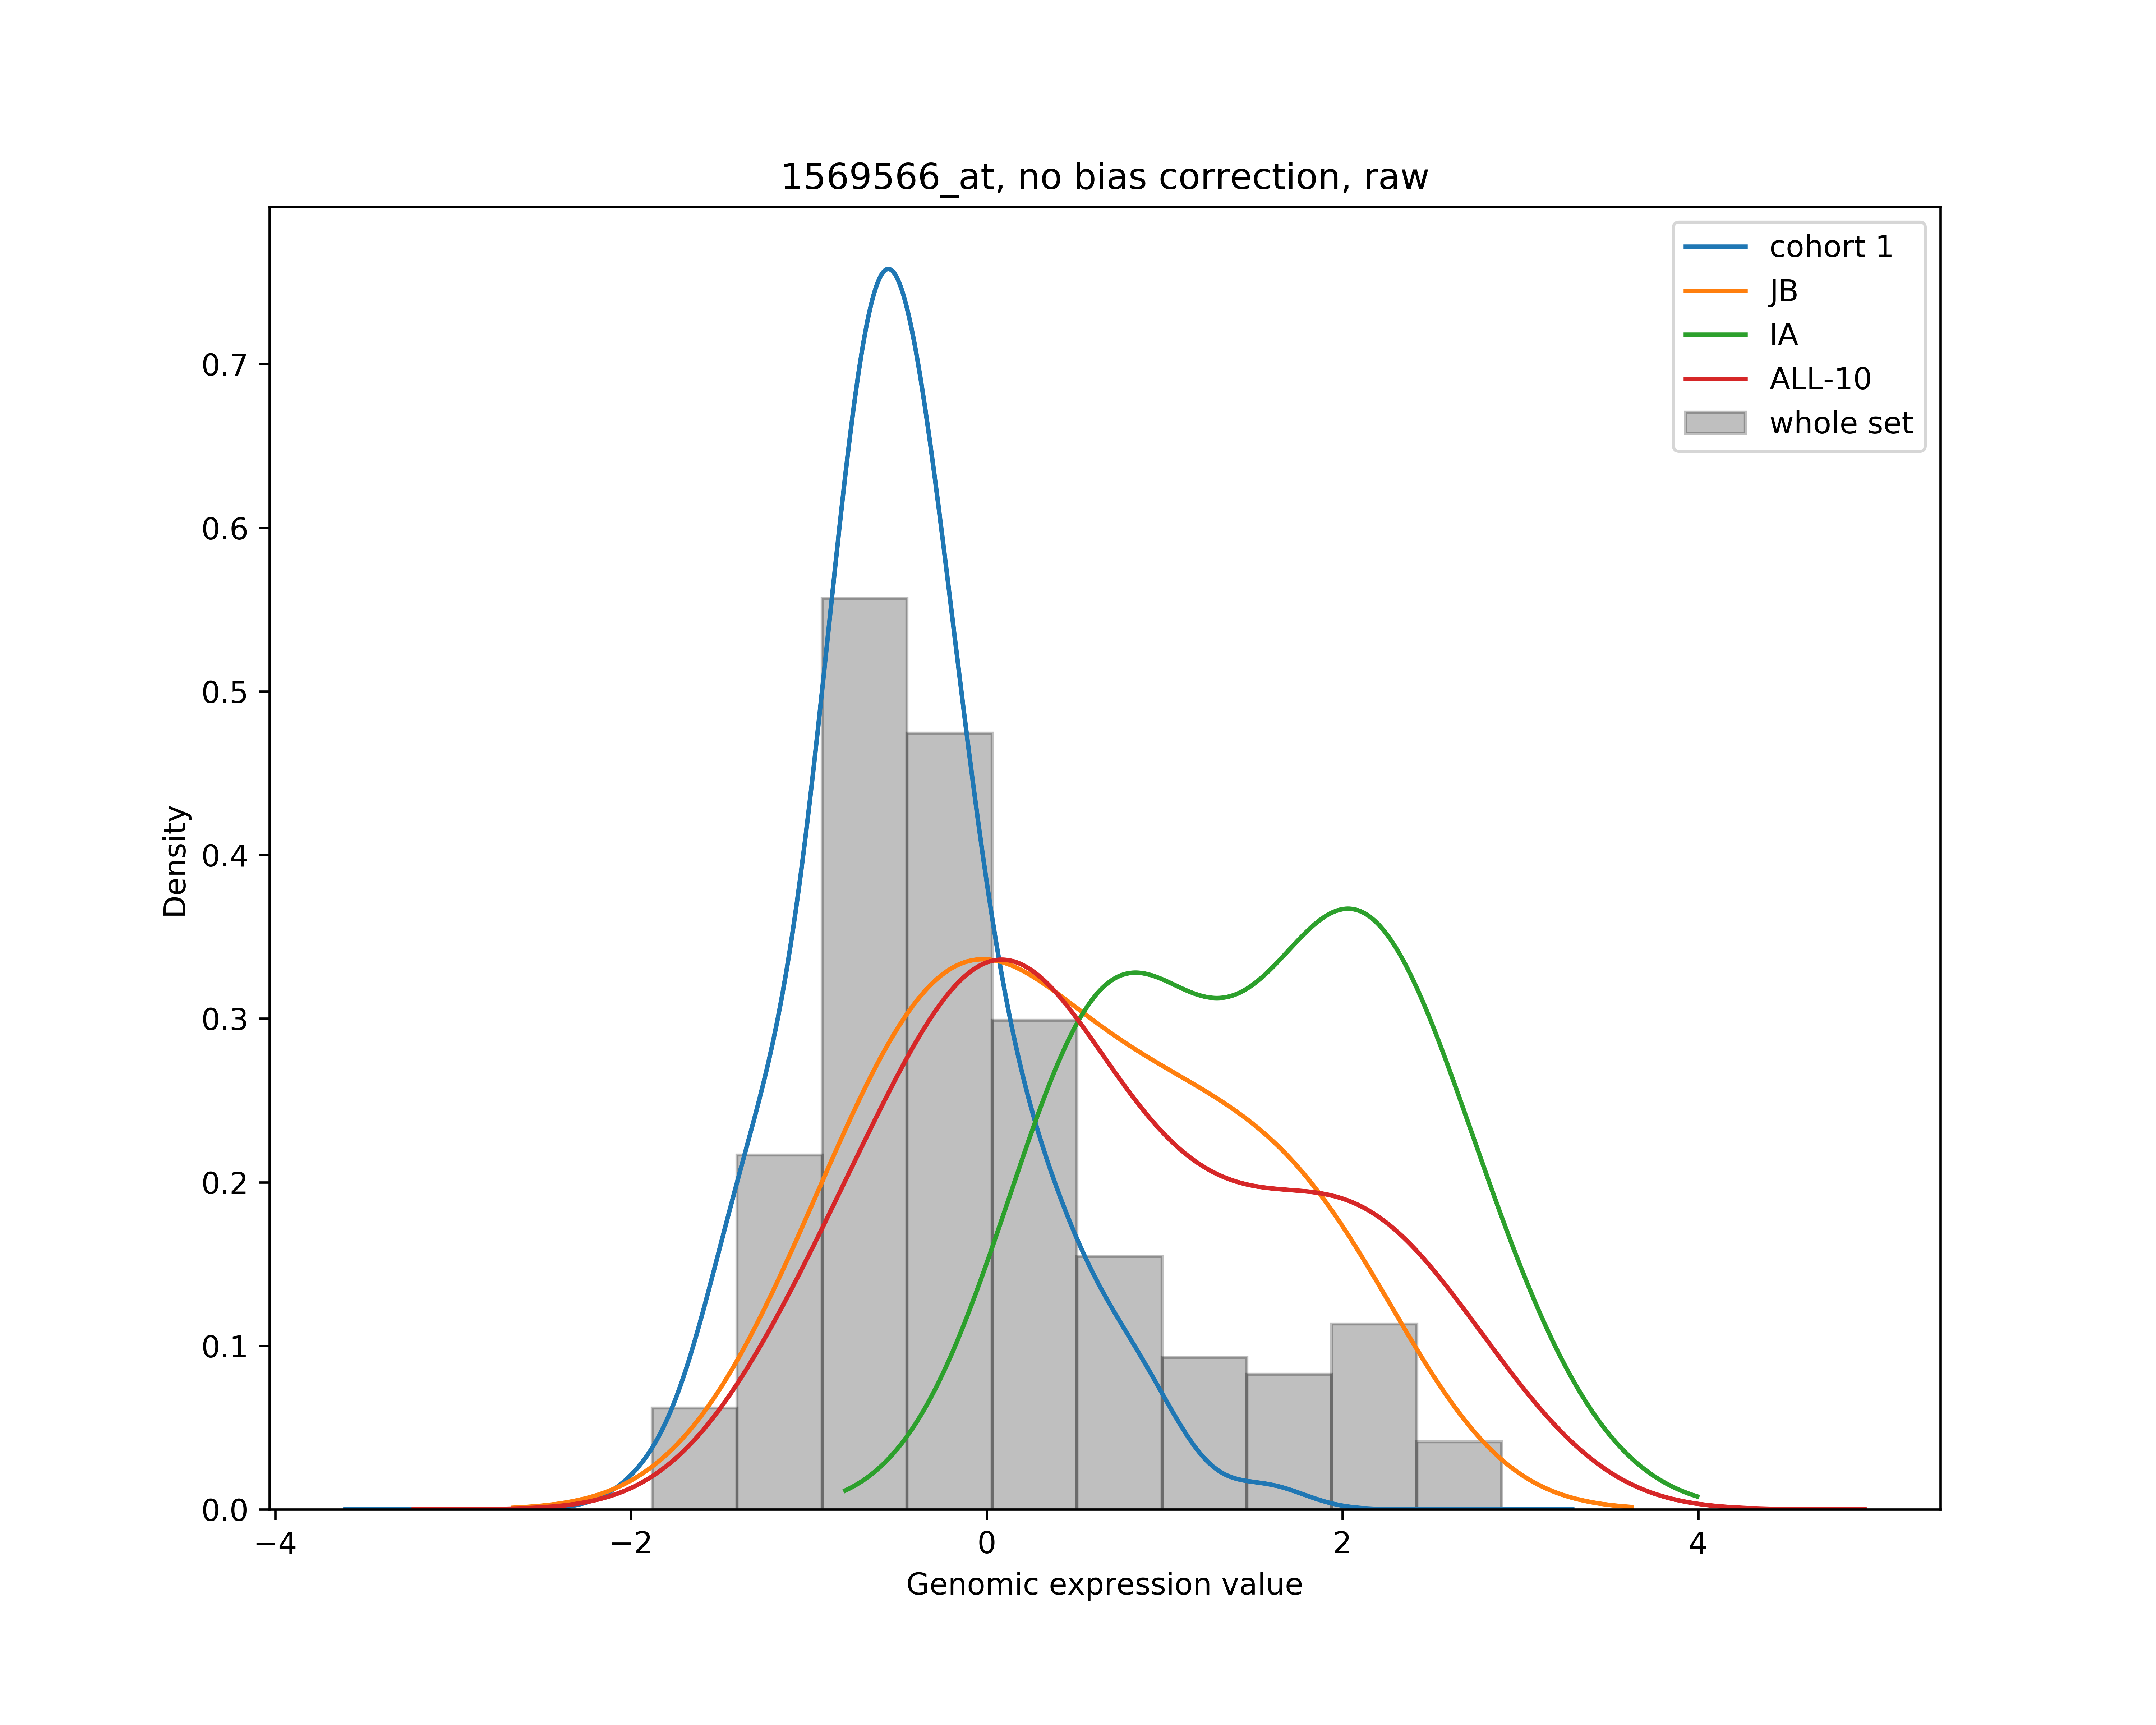 1569566_at, no bias correction, raw
cohort 1
JB
IA
ALL-10
whole set
Density
0.7
0.6
0.5
0.4
0.3
0.2
0.1
0.0
−4
−2
0
2
4
Genomic expression value